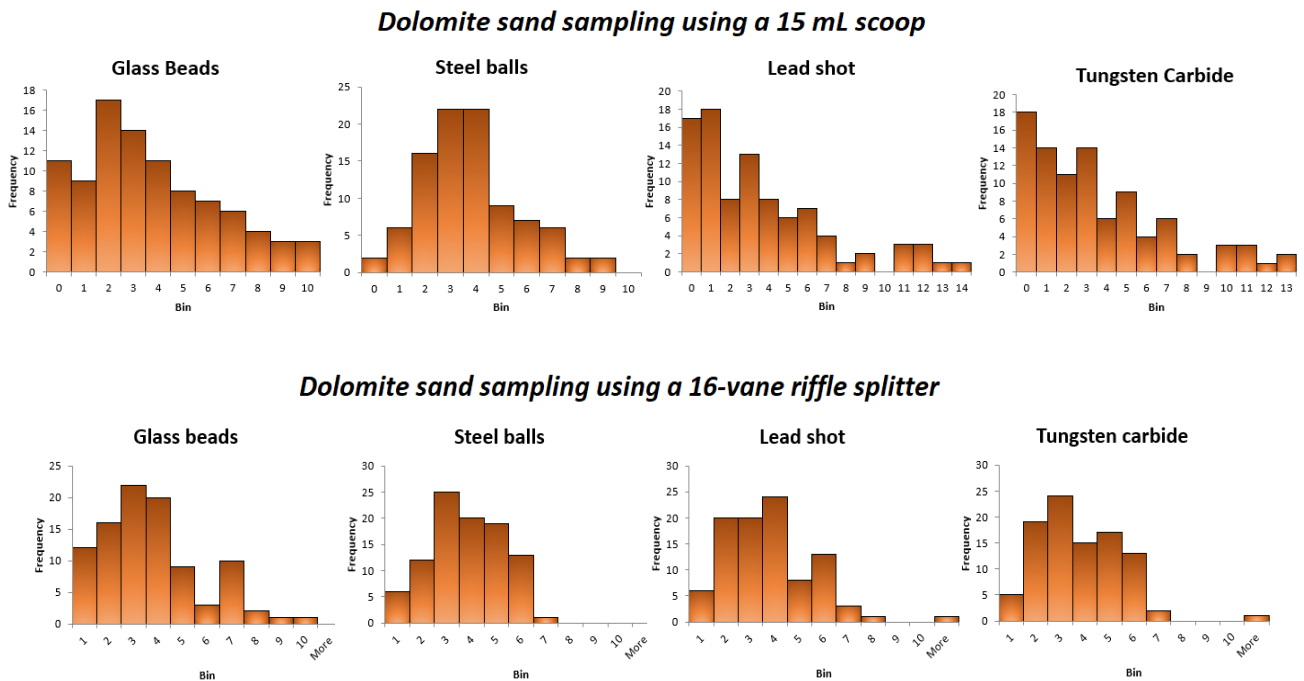 Dolomite sand sampling using a 15 mL scoop
Glass Beads
Frequency
18
16
14
12
10
8
6
4
2
0
0 1 2 3 4 5 6 7 8 9 10
Bin
Steel balls
Frequency
25
20
15
10
5
0
0 1 2 3 4 5 6 7 8 9 10
Bin
Lead shot
Frequency
20
18
16
14
12
10
8
6
4
2
0
0 1 2 3 4 5 6 7 8 9 10 11 12 13 14
Bin
Tungsten Carbide
Frequency
20
18
16
14
12
10
8
6
4
2
0
0 1 2 3 4 5 6 7 8 9 10 11 12 13
Bin
Dolomite sand sampling using a 16-vane riffle splitter
Glass beads
Frequency
25
20
15
10
5
0
1 2 3 4 5 6 7 8 9 10 More
Bin
Steel balls
Frequency
30
25
20
15
10
5
0
1 2 3 4 5 6 7 8 9 10 More
Bin
Lead shot
Frequency
30
25
20
15
10
5
0
1 2 3 4 5 6 7 8 9 10 More
Bin
Tungsten carbide
Frequency
30
25
20
15
10
5
0
1 2 3 4 5 6 7 8 9 10 More
Bin